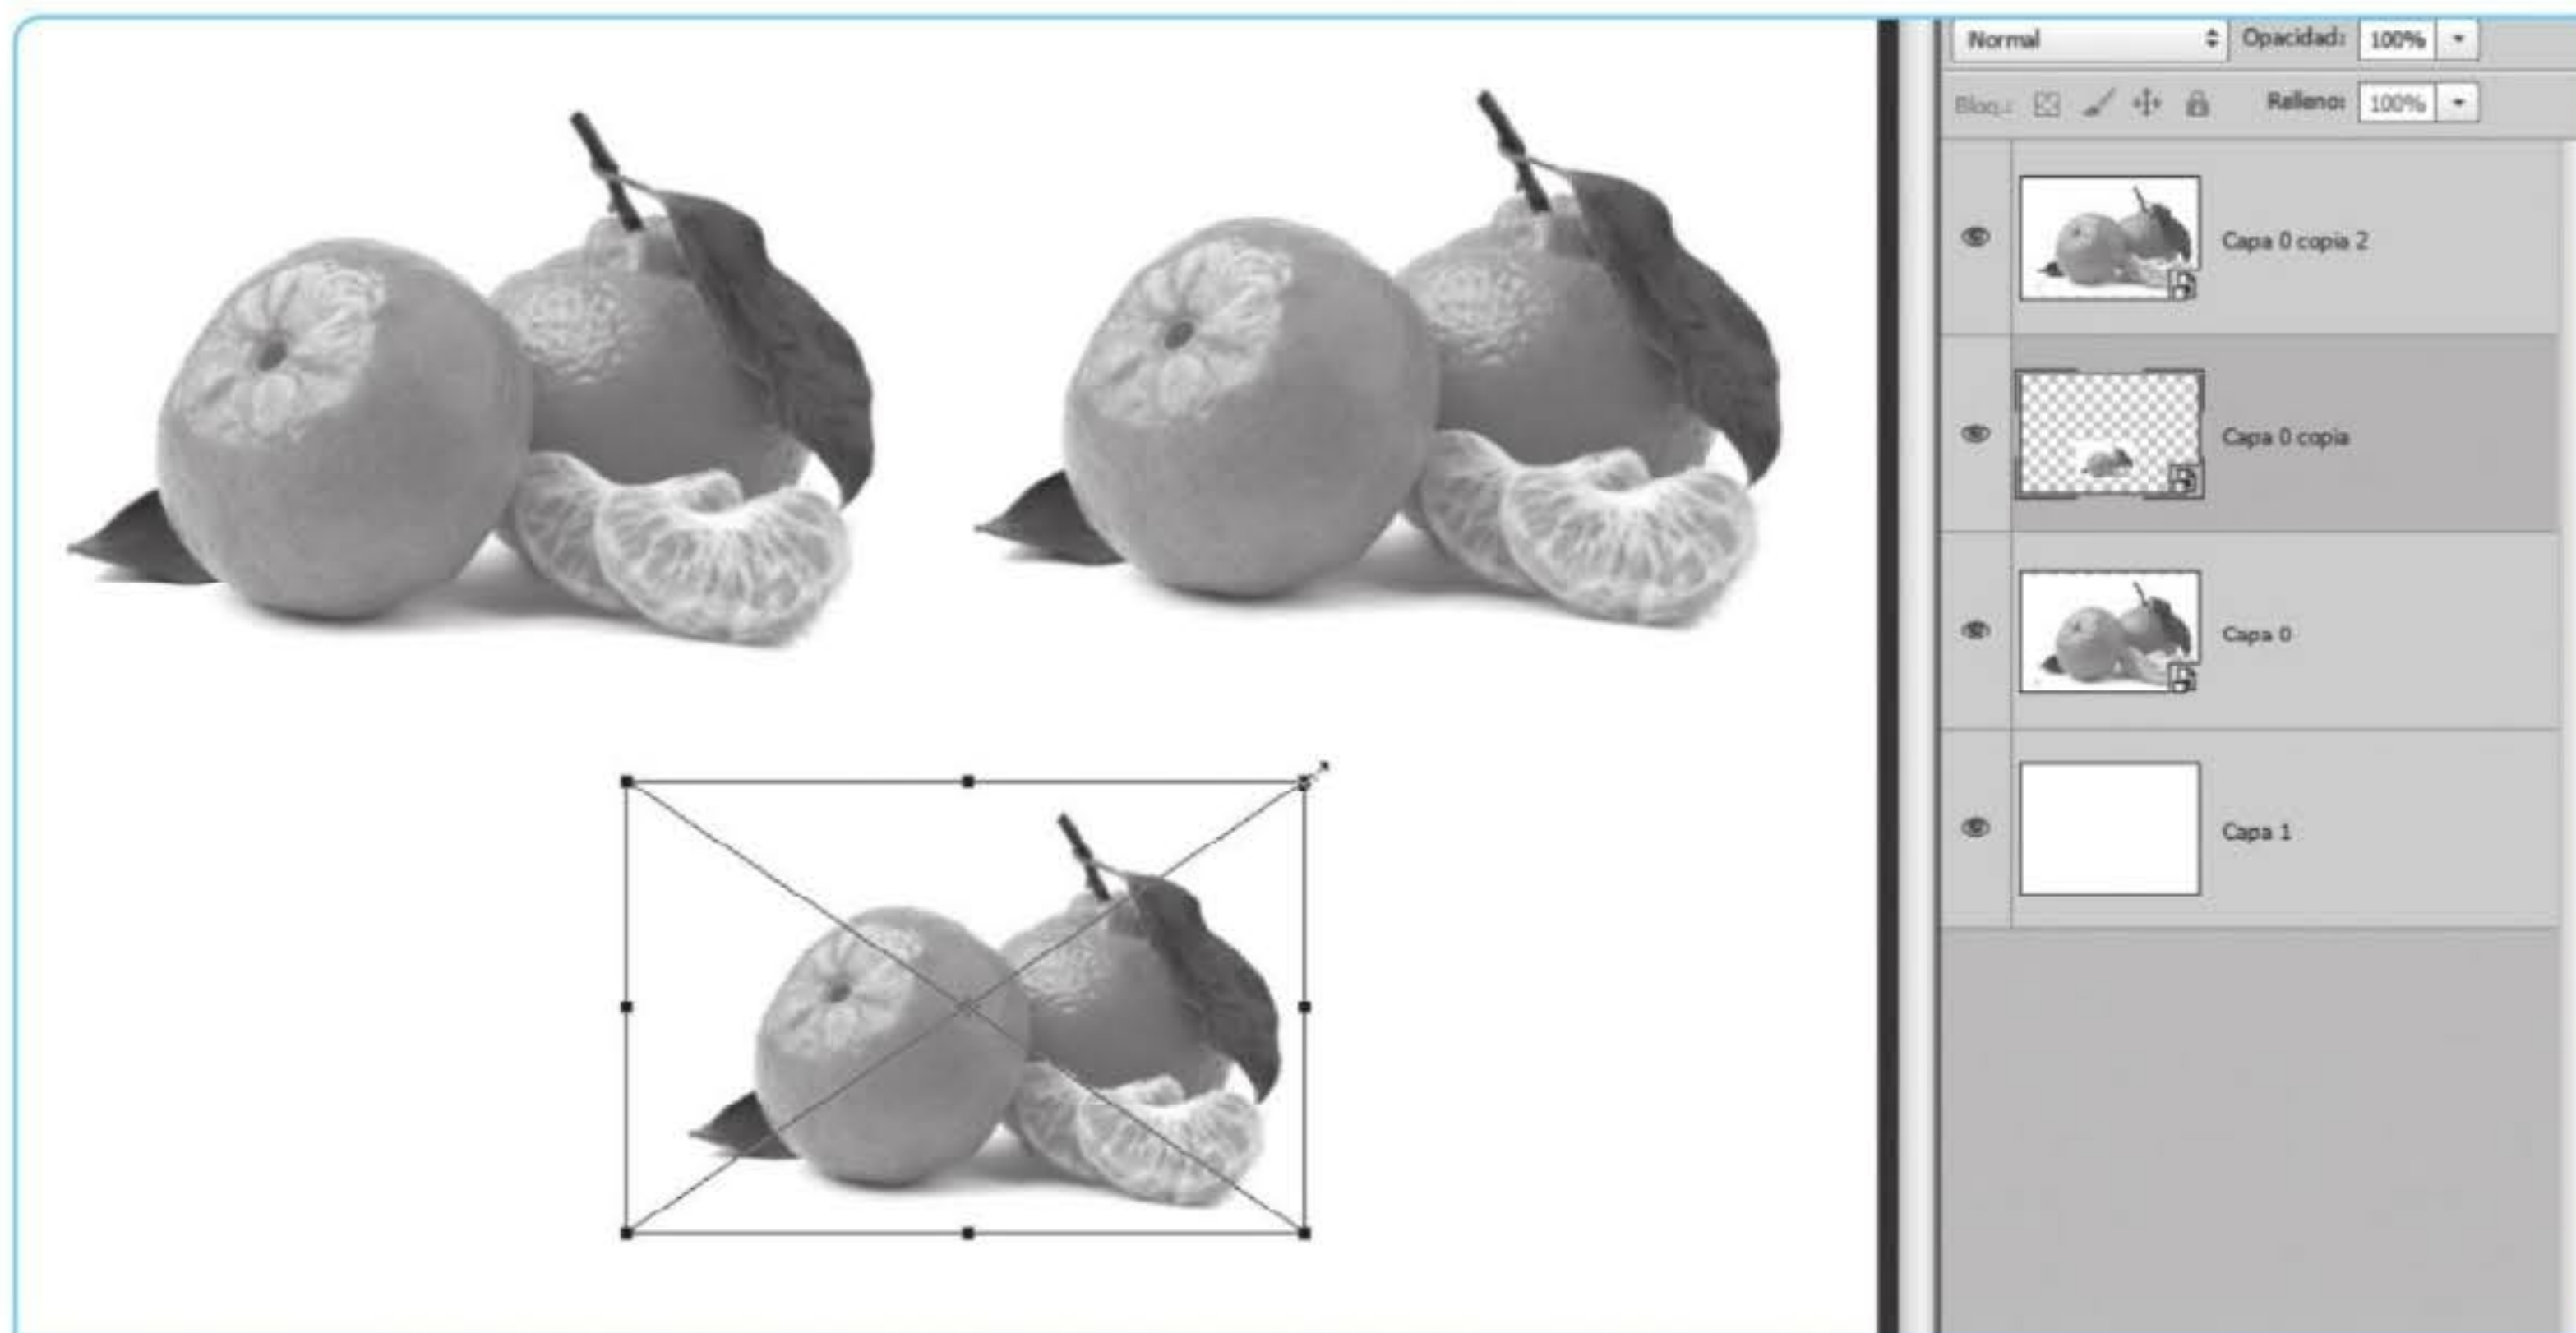 Normal Opacidad: 100%
Bloq.: Relleno: 100%
Capa 0 copia 2
Capa 0 copia
Capa 0
Capa 1